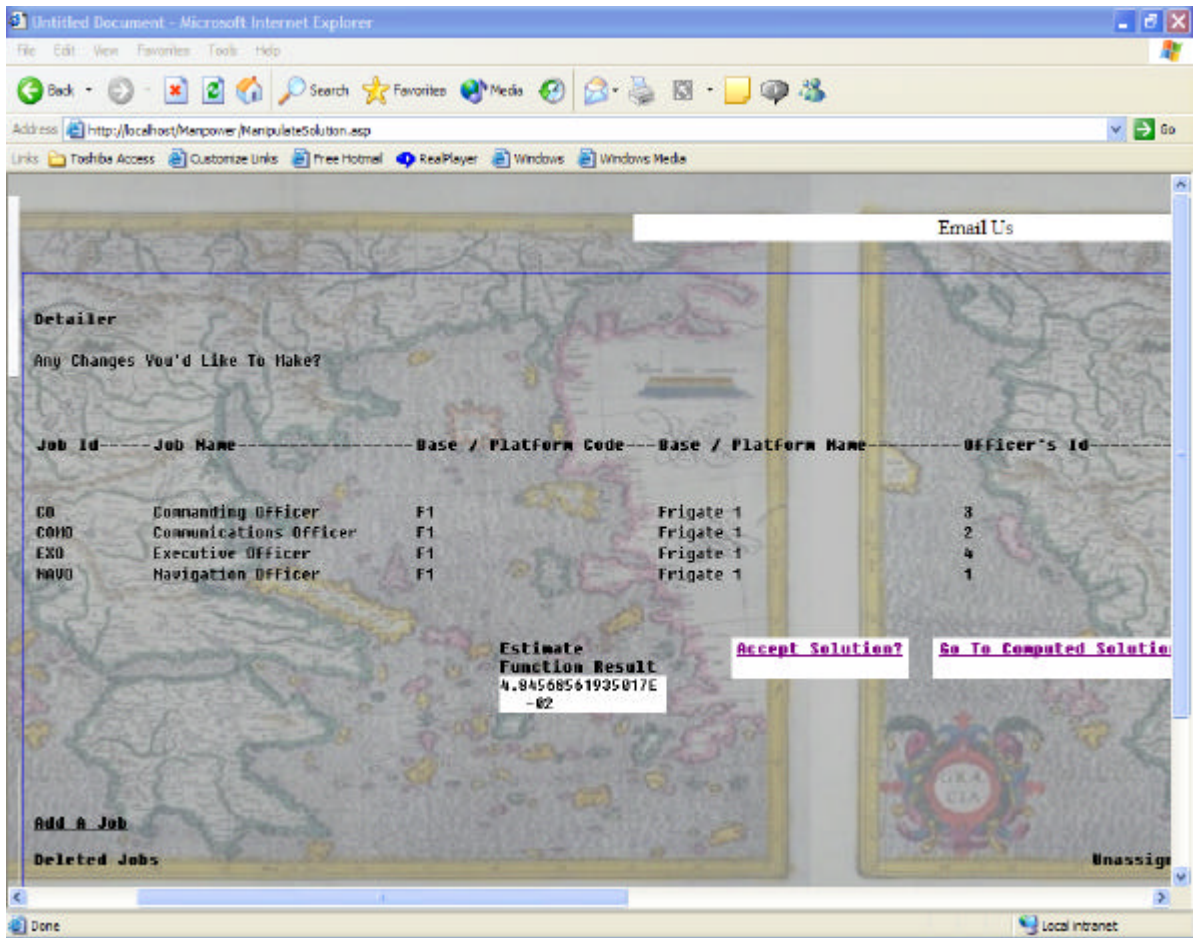 Untitled Document - Microsoft Internet Explorer
File Edit View Favorites Tools Help
Back Search Favorites Media
Address http://localhost/Manpower/ManipulateSolution.asp Go
Links Toshiba Access Customize Links Free Hotmail RealPlayer Windows Windows Media
Email Us
Detailer
Any Changes You'd Like To Make?
Job Id-----Job Name-----------------Base / Platform Code---Base / Platform Name---------Officer's Id--------
CO Commanding Officer F1 Frigate 1 3
COMO Communications Officer F1 Frigate 1 2
EXO Executive Officer F1 Frigate 1 4
NAVO Navigation Officer F1 Frigate 1 1
Estimate
Function Result
4.84568561935017E
-02
Accept Solution? Go To Computed Solutio
Add A Job
Deleted Jobs Unassign
Done Local intranet